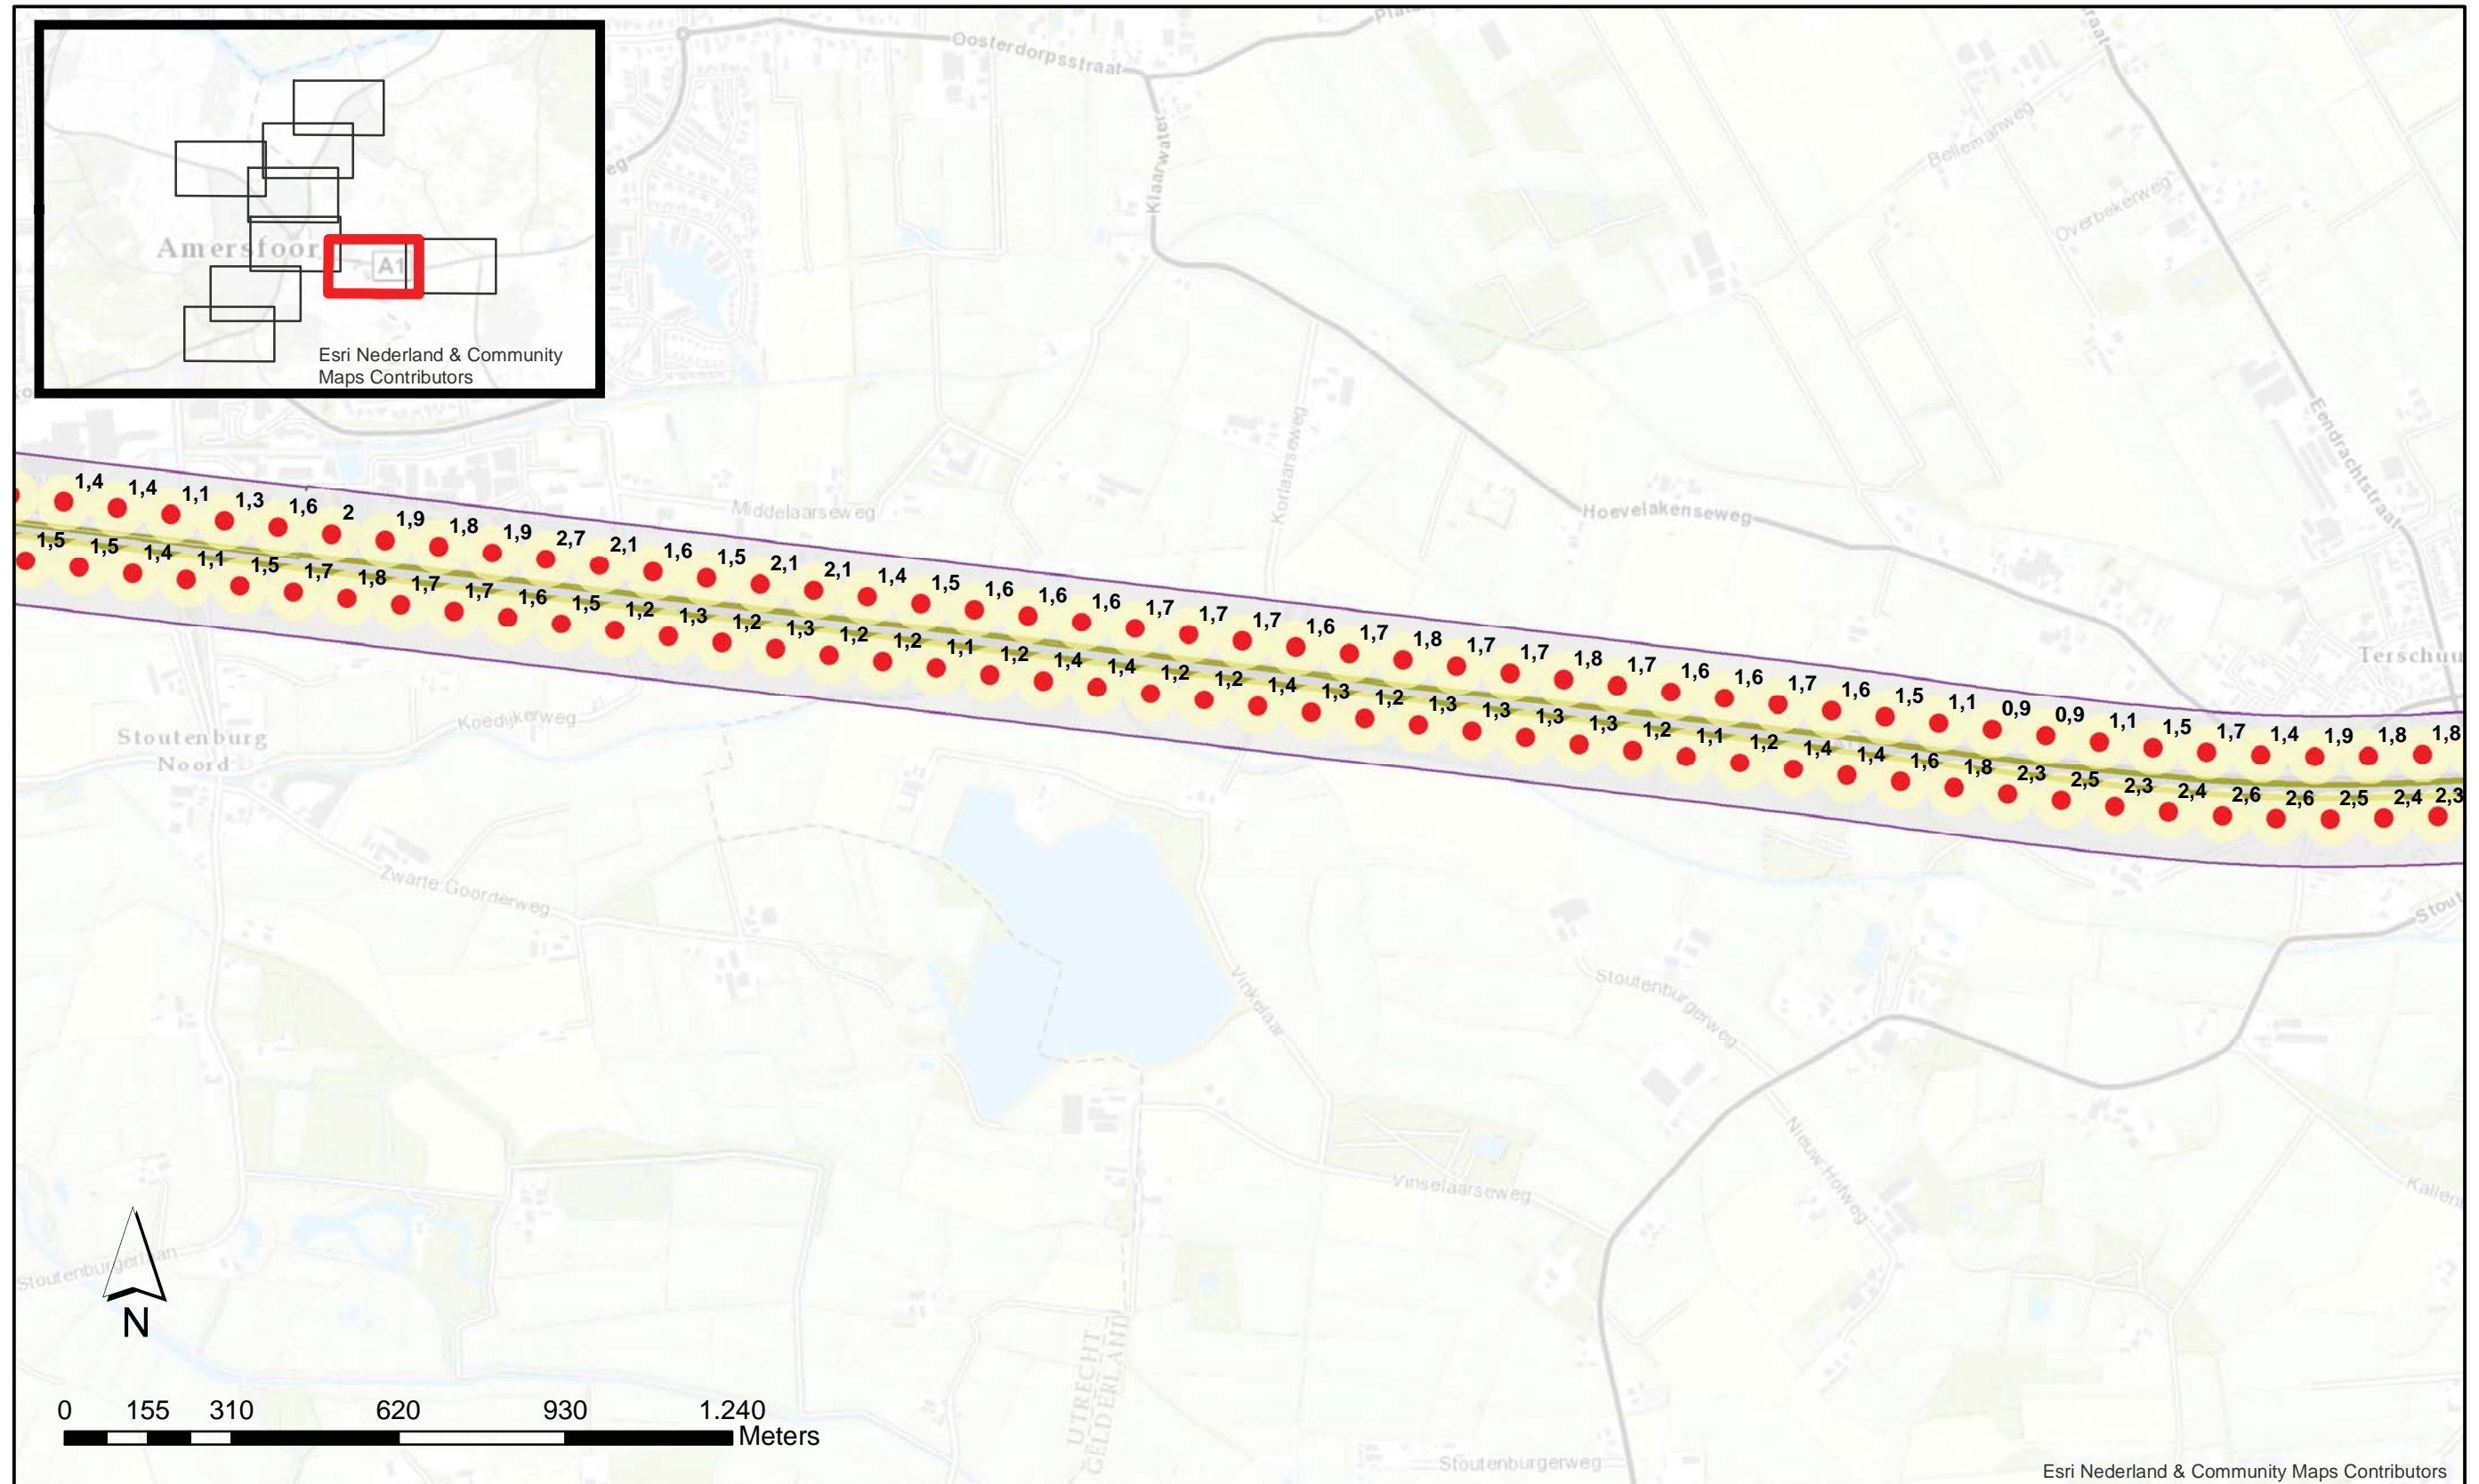 Oosterdorpsstraat
Klaarwater
Bellemanweg
Overbekerweg
Amersfoor
A1
Esri Nederland & Community
Maps Contributors
Korlaarseweg
Eendrachtstraat
Middelaarseweg
Hoevelakenseweg
1,4 1,4 1,1 1,3 1,6 2 1,9 1,8 1,9 2,7 2,1 1,6 1,5 2,1 2,1 1,4 1,5 1,6 1,6 1,6 1,7 1,7 1,7 1,6 1,7 1,8 1,7 1,7 1,8 1,7 1,6 1,6 1,7 1,6 1,5 1,1 0,9 0,9 1,1 1,5 1,7 1,4 1,9 1,8 1,8
1,5 1,5 1,4 1,1 1,5 1,7 1,8 1,7 1,7 1,6 1,5 1,2 1,3 1,2 1,3 1,2 1,2 1,1 1,2 1,4 1,4 1,2 1,2 1,4 1,3 1,2 1,3 1,3 1,3 1,3 1,2 1,1 1,2 1,4 1,4 1,6 1,8 2,3 2,5 2,3 2,4 2,6 2,6 2,5 2,4 2,3
Terschuu
Koedijkerweg
Stoutenburg
Noord
Zwarte Goorderweg
Stout
Vinkelaar
Stoutenburgerweg
Nieuw Hofweg
Vinselaarseweg
Kallen
Stoutenburgerlaan
N
UTRECHT
GELDERLAND
0 155 310 620 930 1.240
Meters
Stoutenburgerweg
Esri Nederland & Community Maps Contributors